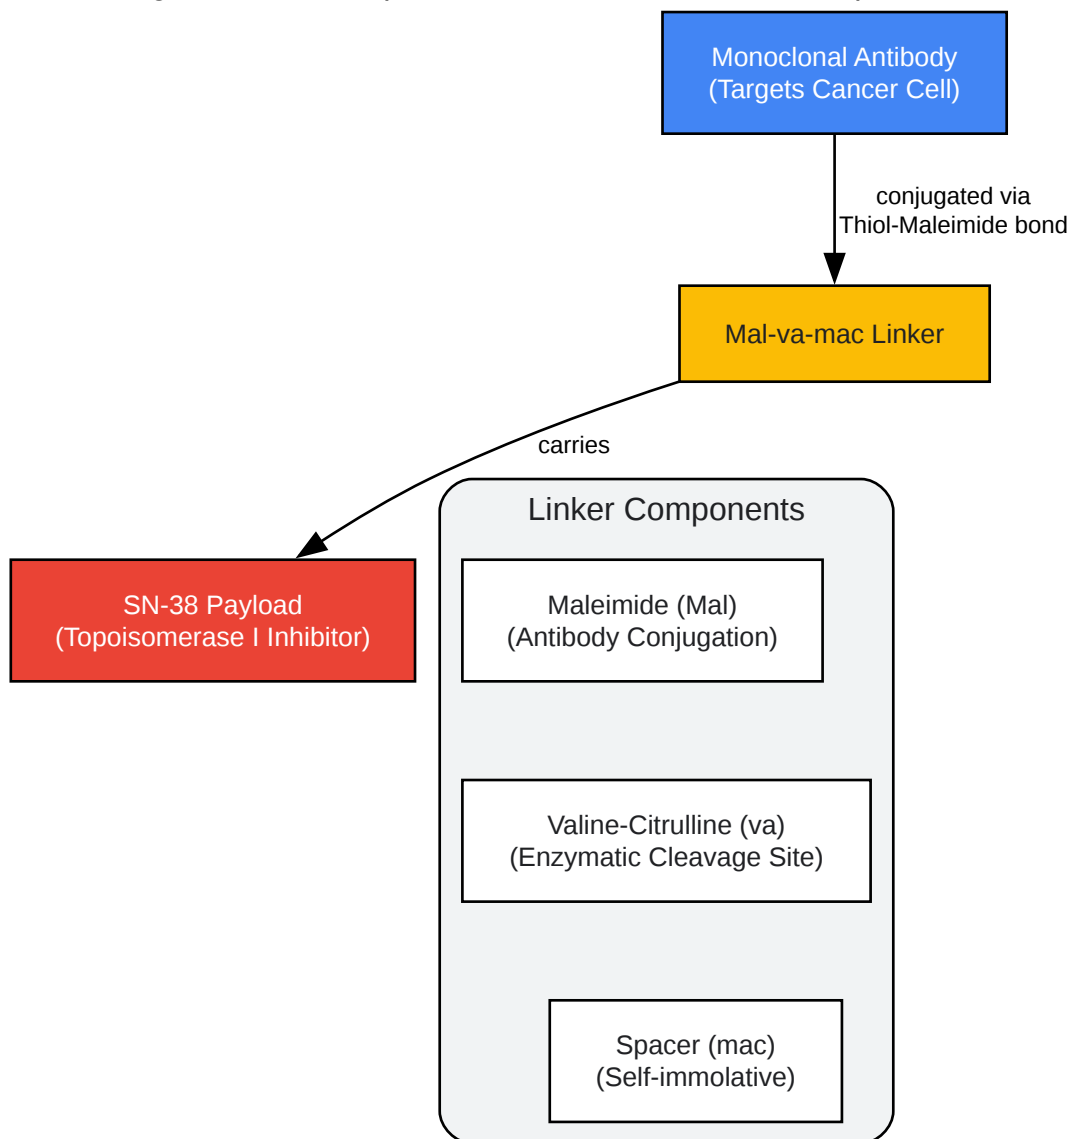 Monoclonal Antibody
(Targets Cancer Cell)
conjugated via
Thiol-Maleimide bond
Mal-va-mac Linker
carries
Linker Components
SN-38 Payload
(Topoisomerase I Inhibitor)
Maleimide (Mal)
(Antibody Conjugation)
Valine-Citrulline (va)
(Enzymatic Cleavage Site)
Spacer (mac)
(Self-immolative)